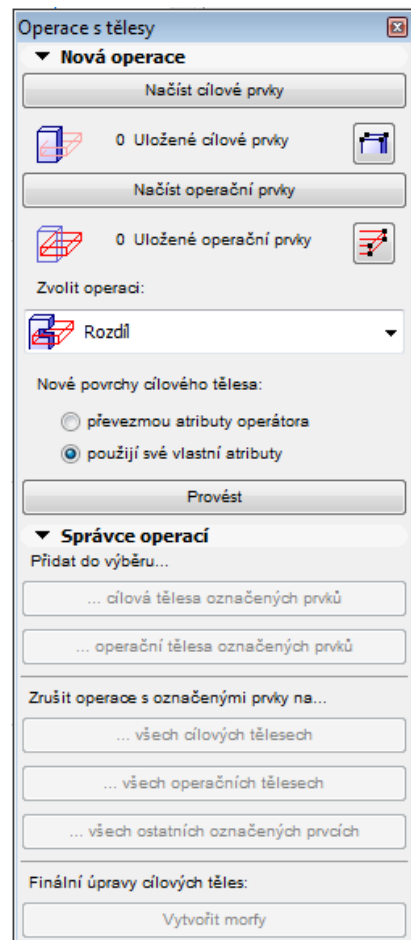 Operace s tělesy
Nová operace
Načíst cílové prvky
0 Uložené cílové prvky
Načíst operační prvky
0 Uložené operační prvky
Zvolit operaci:
Rozdíl
Nové povrchy cílového tělesa:
převezmou atributy operátora
použijí své vlastní atributy
Provést
Správce operací
Přidat do výběru...
... cílová tělesa označených prvků
... operační tělesa označených prvků
Zrušit operace s označenými prvky na...
... všech cílových tělesech
... všech operačních tělesech
... všech ostatních označených prvcích
Finální úpravy cílových těles:
Vytvořit morfy